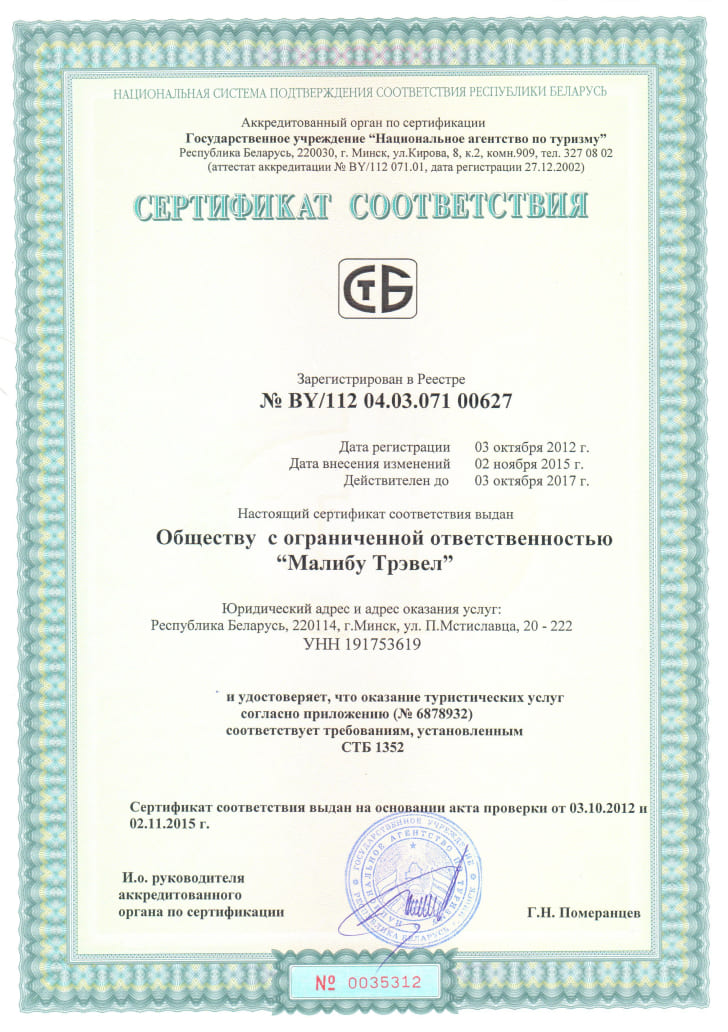 НАЦИОНАЛЬНАЯ СИСТЕМА ПОДТВЕРЖДЕНИЯ СООТВЕТСТВИЯ РЕСПУБЛИКИ БЕЛАРУСЬ
Аккредитованный орган по сертификации
Государственное учреждение “Национальное агентство по туризму”
Республика Беларусь, 220030, г. Минск, ул.Кирова, 8, к.2, комн.909, тел. 327 08 02
(аттестат аккредитации № BY/112 071.01, дата регистрации 27.12.2002)
СЕРТИФИКАТ СООТВЕТСТВИЯ
СТБ
Зарегистрирован в Реестре
№ BY/112 04.03.071 00627
Дата регистрации 03 октября 2012 г.
Дата внесения изменений 02 ноября 2015 г.
Действителен до 03 октября 2017 г.
Настоящий сертификат соответствия выдан
Обществу с ограниченной ответственностью
“Малибу Трэвел”
Юридический адрес и адрес оказания услуг:
Республика Беларусь, 220114, г.Минск, ул. П.Мстиславца, 20 - 222
УНН 191753619
и удостоверяет, что оказание туристических услуг
согласно приложению (№ 6878932)
соответствует требованиям, установленным
СТБ 1352
Сертификат соответствия выдан на основании акта проверки от 03.10.2012 и
02.11.2015 г.
ГОСУДАРСТВЕННОЕ УЧРЕЖДЕНИЕ
НАЦИОНАЛЬНОЕ АГЕНТСТВО ПО ТУРИЗМУ
РЕСПУБЛИКА БЕЛАРУСЬ
И.о. руководителя
аккредитованного
органа по сертификации Г.Н. Померанцев
№ 0035312